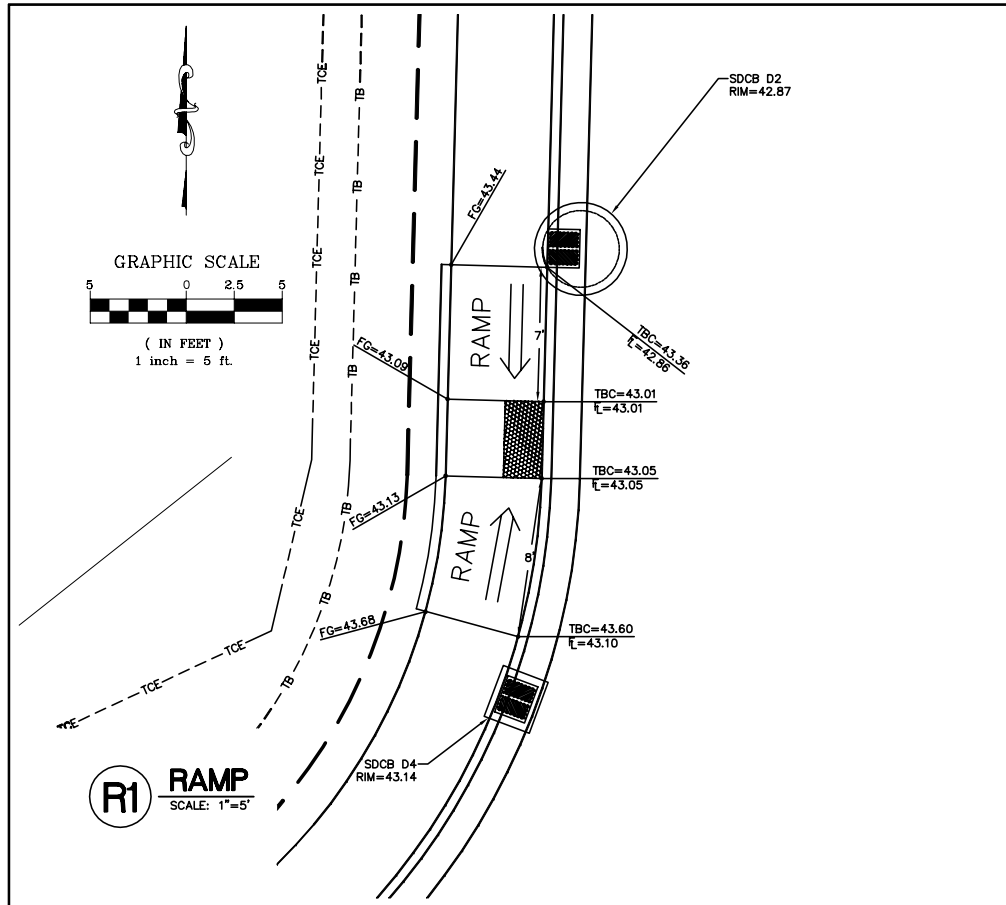 SDCB D2
RIM=42.87
TCE
TB
TCE
TB
FG=43.44
GRAPHIC SCALE
5 0 2.5 5
( IN FEET )
1 inch = 5 ft.
TCE
TB
RAMP
7'
TBC=43.36
FL=42.86
FG=43.09
TBC=43.01
FL=43.01
TBC=43.05
FL=43.05
FG=43.13
TCE
TB
RAMP
8'
TB
FG=43.68
TBC=43.60
FL=43.10
TCE
TCE
TB
TCE
SDCB D4
RIM=43.14
R1
RAMP
SCALE: 1"=5'